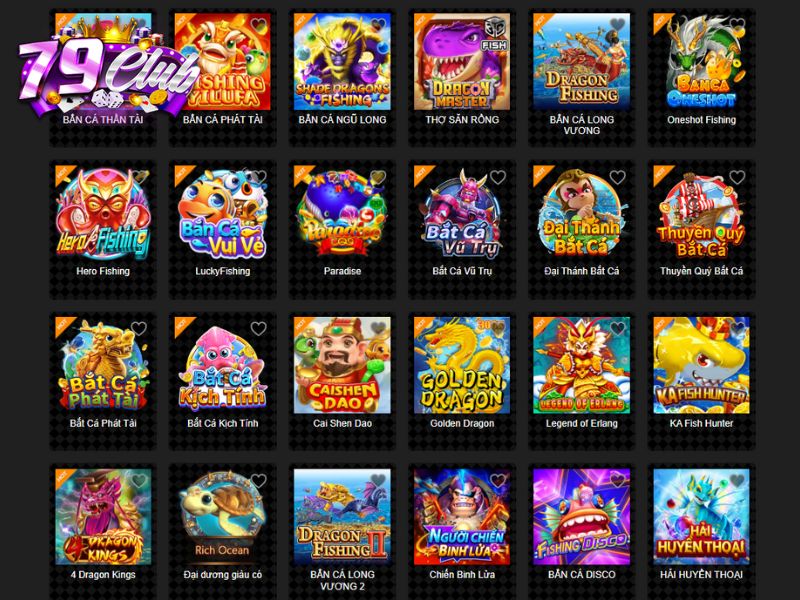 79Club
HOT
FISHING YILUFA
SHADE DRAGONS FISHING
3D FISH
DRAGON MASTER
DRAGON FISHING
BANCA ONESHOT
BẮN CÁ THẦN TÀI
BẮN CÁ PHÁT TÀI
BẮN CÁ NGŨ LONG
THỢ SĂN RỒNG
BẮN CÁ LONG VƯƠNG
Oneshot Fishing
Hero Fishing
Bắn Cá Vui Vẻ
Paradise
Bắt Cá Vũ Trụ
Đại Thánh Bắt Cá
Thuyền Quỷ Bắt Cá
Hero Fishing
LuckyFishing
Paradise
Bắt Cá Vũ Trụ
Đại Thánh Bắt Cá
Thuyền Quỷ Bắt Cá
Bắt Cá Phát Tài
Bắt Cá Kịch Tính
CAISHEN DAO
GOLDEN DRAGON
LEGEND OF ERLANG
KA FISH HUNTER
Bắt Cá Phát Tài
Bắt Cá Kịch Tính
Cai Shen Dao
Golden Dragon
Legend of Erlang
KA Fish Hunter
4 DRAGON KINGS
Rich Ocean
DRAGON FISHING II
NGƯỜI CHIẾN BINH LỬA
FISHING DISCO
HẢI HUYỀN THOẠI
4 Dragon Kings
Đại dương giàu có
BẮN CÁ LONG VƯƠNG 2
Chiến Binh Lửa
BẮN CÁ DISCO
HẢI HUYỀN THOẠI